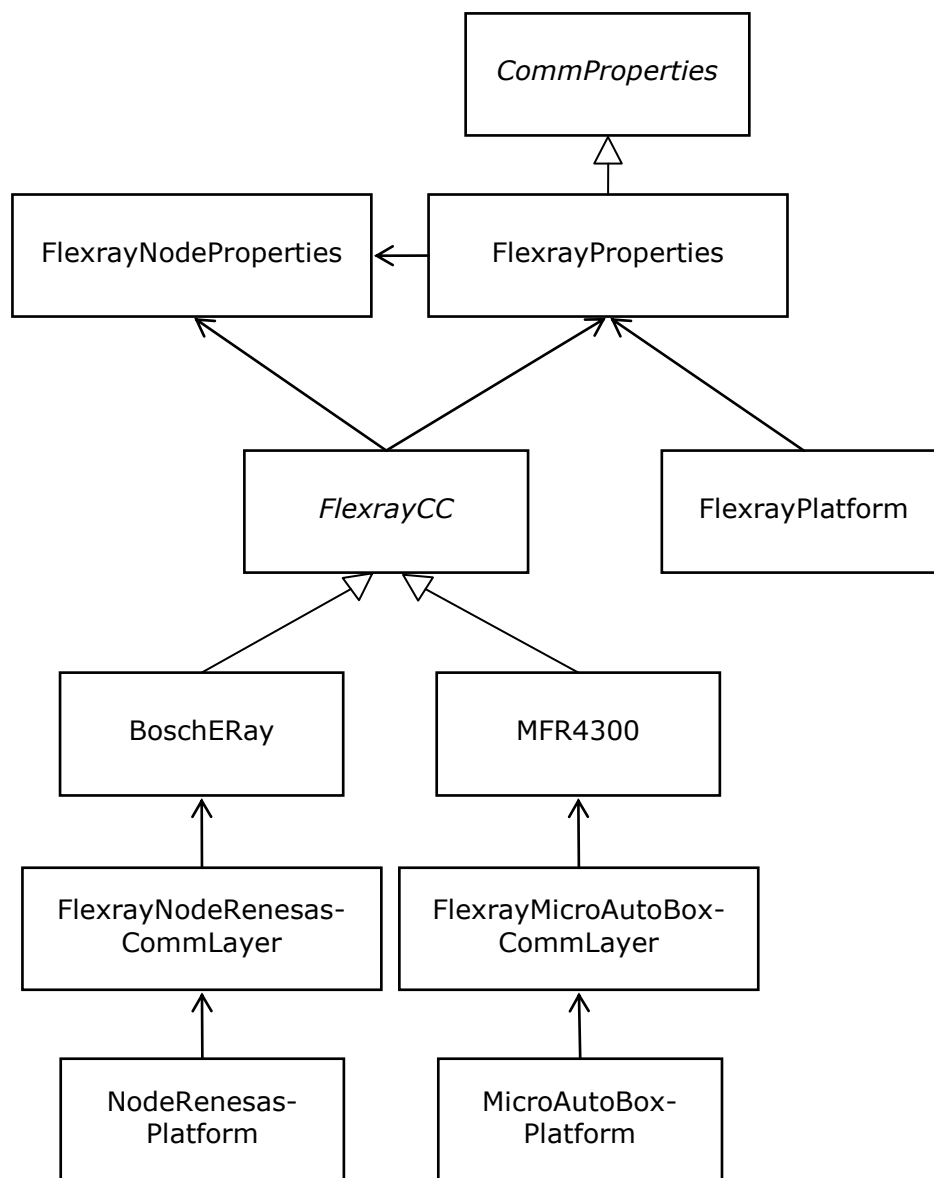 CommProperties
FlexrayNodeProperties
FlexrayProperties
FlexrayCC
FlexrayPlatform
BoschERay
MFR4300
FlexrayNodeRenesas-
CommLayer
FlexrayMicroAutoBox-
CommLayer
NodeRenesas-
Platform
MicroAutoBox-
Platform